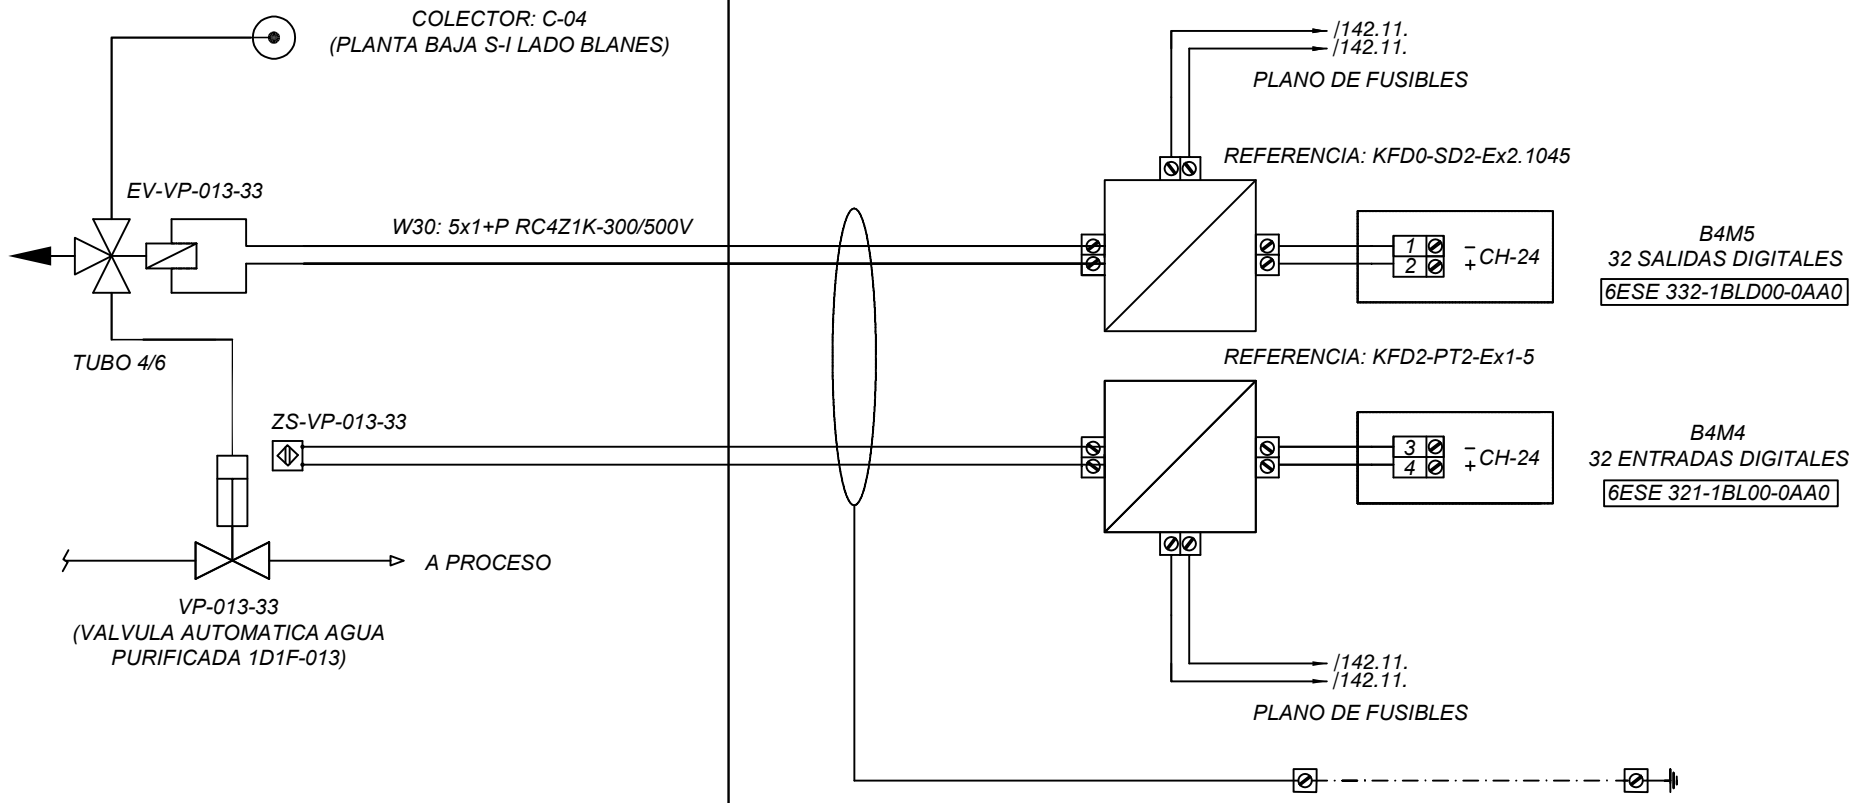 COLECTOR: C-04
(PLANTA BAJA S-I LADO BLANES)
/142.11.
/142.11.
PLANO DE FUSIBLES
REFERENCIA: KFD0-SD2-Ex2.1045
EV-VP-013-33
W30: 5x1+P RC4Z1K-300/500V
1
2
- CH-24
+
B4M5
32 SALIDAS DIGITALES
6ESE 332-1BLD00-0AA0
TUBO 4/6
REFERENCIA: KFD2-PT2-Ex1-5
ZS-VP-013-33
3
4
- CH-24
+
B4M4
32 ENTRADAS DIGITALES
6ESE 321-1BL00-0AA0
A PROCESO
VP-013-33
(VALVULA AUTOMATICA AGUA
PURIFICADA 1D1F-013)
/142.11.
/142.11.
PLANO DE FUSIBLES